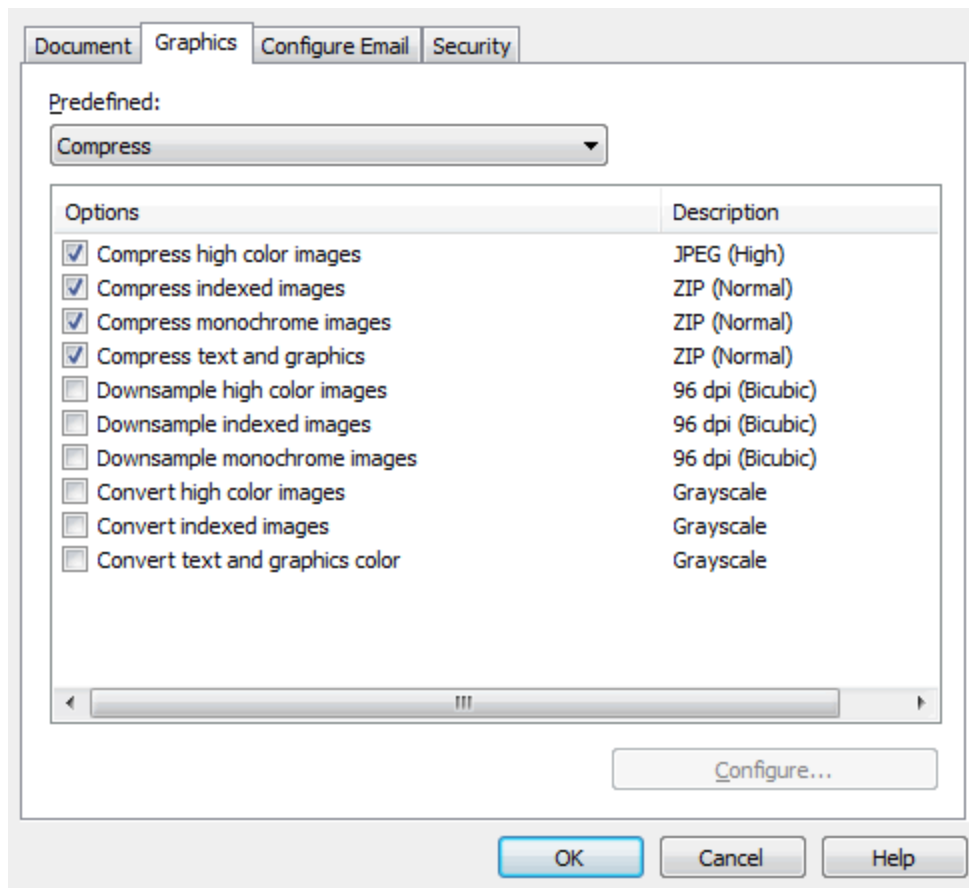 Document Graphics Configure Email Security
Predefined:
Compress
Options Description
Compress high color images JPEG (High)
Compress indexed images ZIP (Normal)
Compress monochrome images ZIP (Normal)
Compress text and graphics ZIP (Normal)
Downsample high color images 96 dpi (Bicubic)
Downsample indexed images 96 dpi (Bicubic)
Downsample monochrome images 96 dpi (Bicubic)
Convert high color images Grayscale
Convert indexed images Grayscale
Convert text and graphics color Grayscale
Configure...
OK Cancel Help